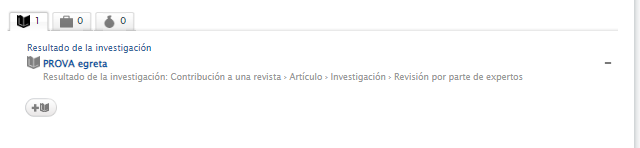 1 0 0
Resultado de la investigación
PROVA egreta
Resultado de la investigación: Contribución a una revista › Artículo › Investigación › Revisión por parte de expertos